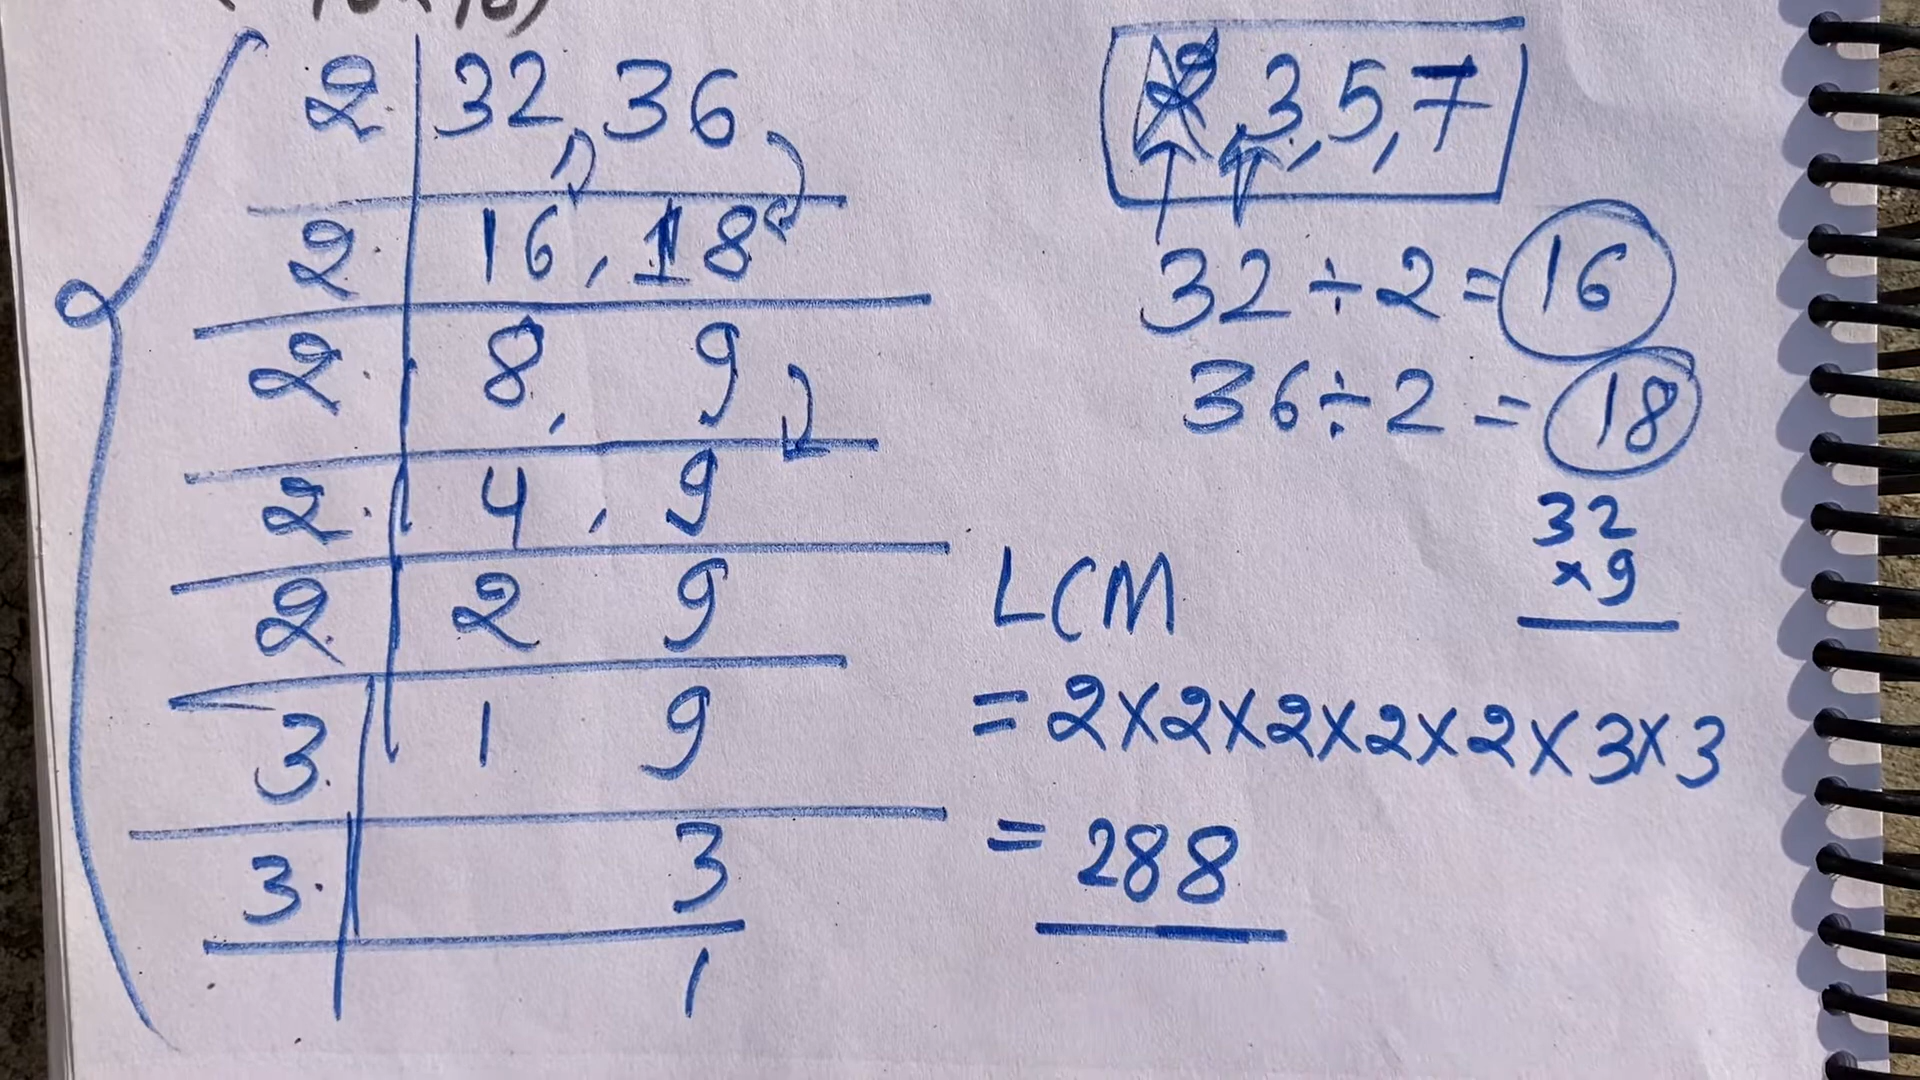 2 | 32, 36
2 | 16, 18
2 | 8, 9
2 | 4, 9
2 | 2 9
3 | 1 9
3 | 3
1
2, 3, 5, 7
32 ÷ 2 = 16
36 ÷ 2 = 18
32
×9
LCM
= 2×2×2×2×2×3×3
= 288